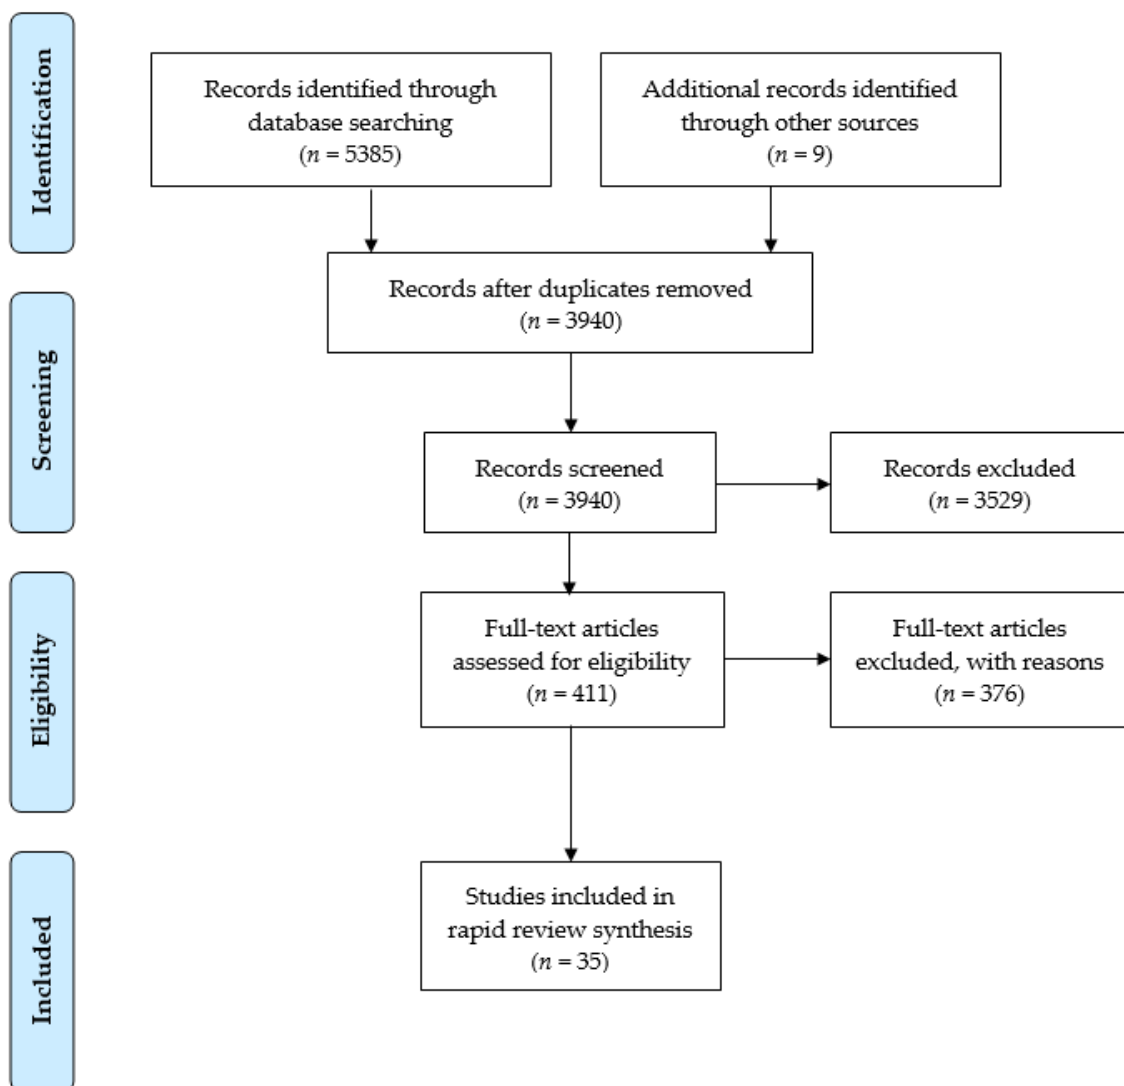 Identification
Records identified through
database searching
(n = 5385)
Additional records identified
through other sources
(n = 9)
Records after duplicates removed
(n = 3940)
Screening
Records screened
(n = 3940)
Records excluded
(n = 3529)
Eligibility
Full-text articles
assessed for eligibility
(n = 411)
Full-text articles
excluded, with reasons
(n = 376)
Included
Studies included in
rapid review synthesis
(n = 35)